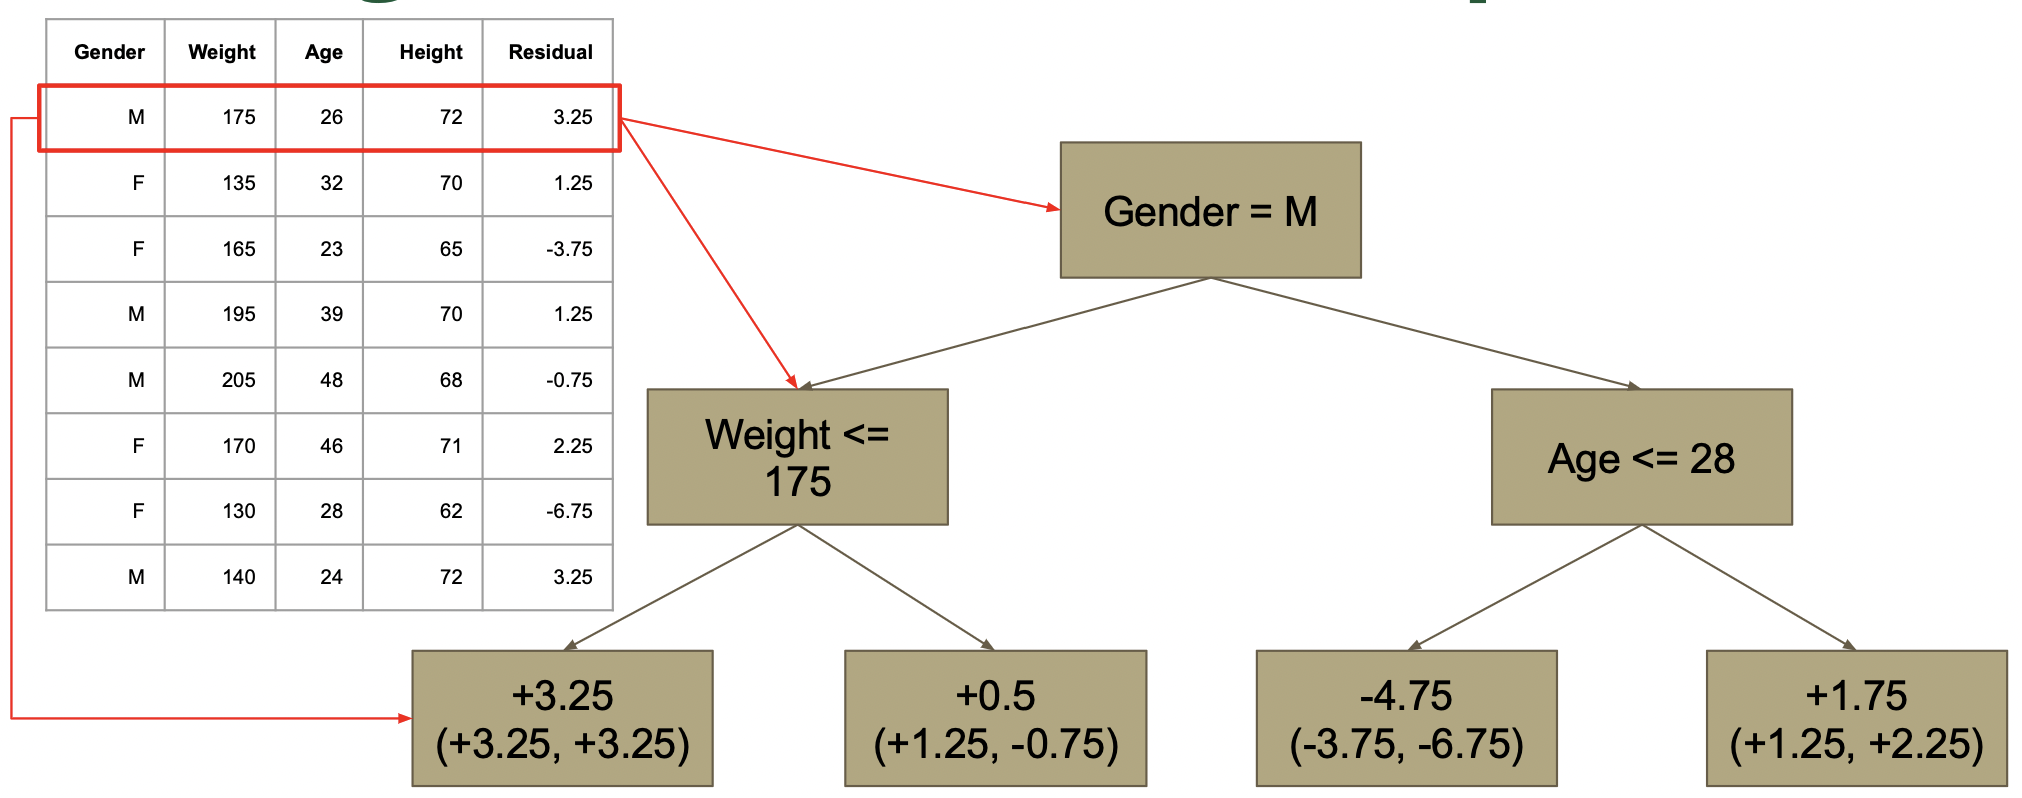 Gender Weight Age Height Residual
M 175 26 72 3.25
F 135 32 70 1.25
F 165 23 65 -3.75
M 195 39 70 1.25
M 205 48 68 -0.75
F 170 46 71 2.25
F 130 28 62 -6.75
M 140 24 72 3.25
Gender = M
Weight <=
175
Age <= 28
+3.25
(+3.25, +3.25)
+0.5
(+1.25, -0.75)
-4.75
(-3.75, -6.75)
+1.75
(+1.25, +2.25)